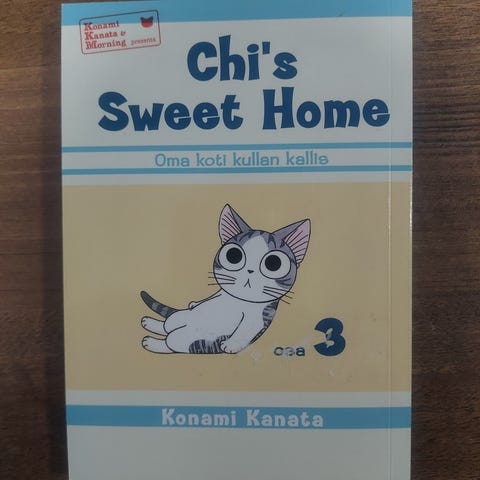 Konami
Kanata &
Morning presents
Chi's
Sweet Home
Oma koti kullan kallis
osa 3
Konami Kanata